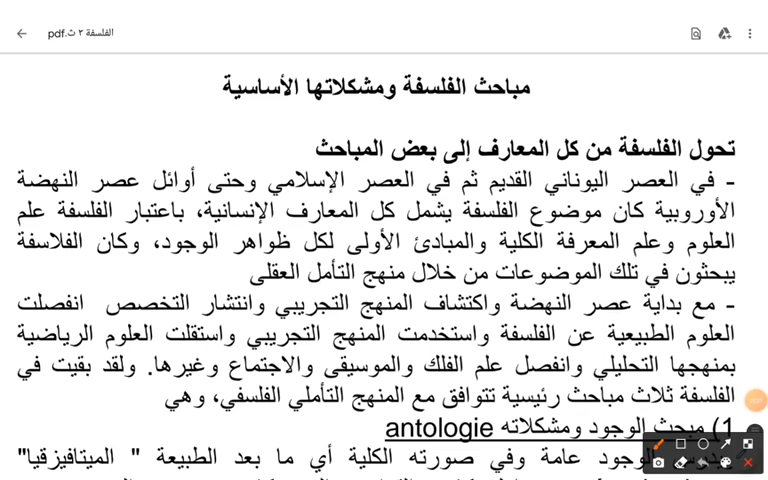 الفلسفة ٢ ث.pdf
مباحث الفلسفة ومشكلاتها الأساسية
تحول الفلسفة من كل المعارف إلى بعض المباحث
- في العصر اليوناني القديم ثم في العصر الإسلامي وحتى أوائل عصر النهضة
الأوروبية كان موضوع الفلسفة يشمل كل المعارف الإنسانية، باعتبار الفلسفة علم
العلوم وعلم المعرفة الكلية والمبادئ الأولى لكل ظواهر الوجود، وكان الفلاسفة
يبحثون في تلك الموضوعات من خلال منهج التأمل العقلى
- مع بداية عصر النهضة واكتشاف المنهج التجريبي وانتشار التخصص انفصلت
العلوم الطبيعية عن الفلسفة واستخدمت المنهج التجريبي واستقلت العلوم الرياضية
بمنهجها التحليلي وانفصل علم الفلك والموسيقى والاجتماع وغيرها. ولقد بقيت في
الفلسفة ثلاث مباحث رئيسية تتوافق مع المنهج التأملي الفلسفي، وهي
1) مبحث الوجود ومشكلاته antologie
الوجود عامة وفي صورته الكلية أي ما بعد الطبيعة " الميتافيزقيا"